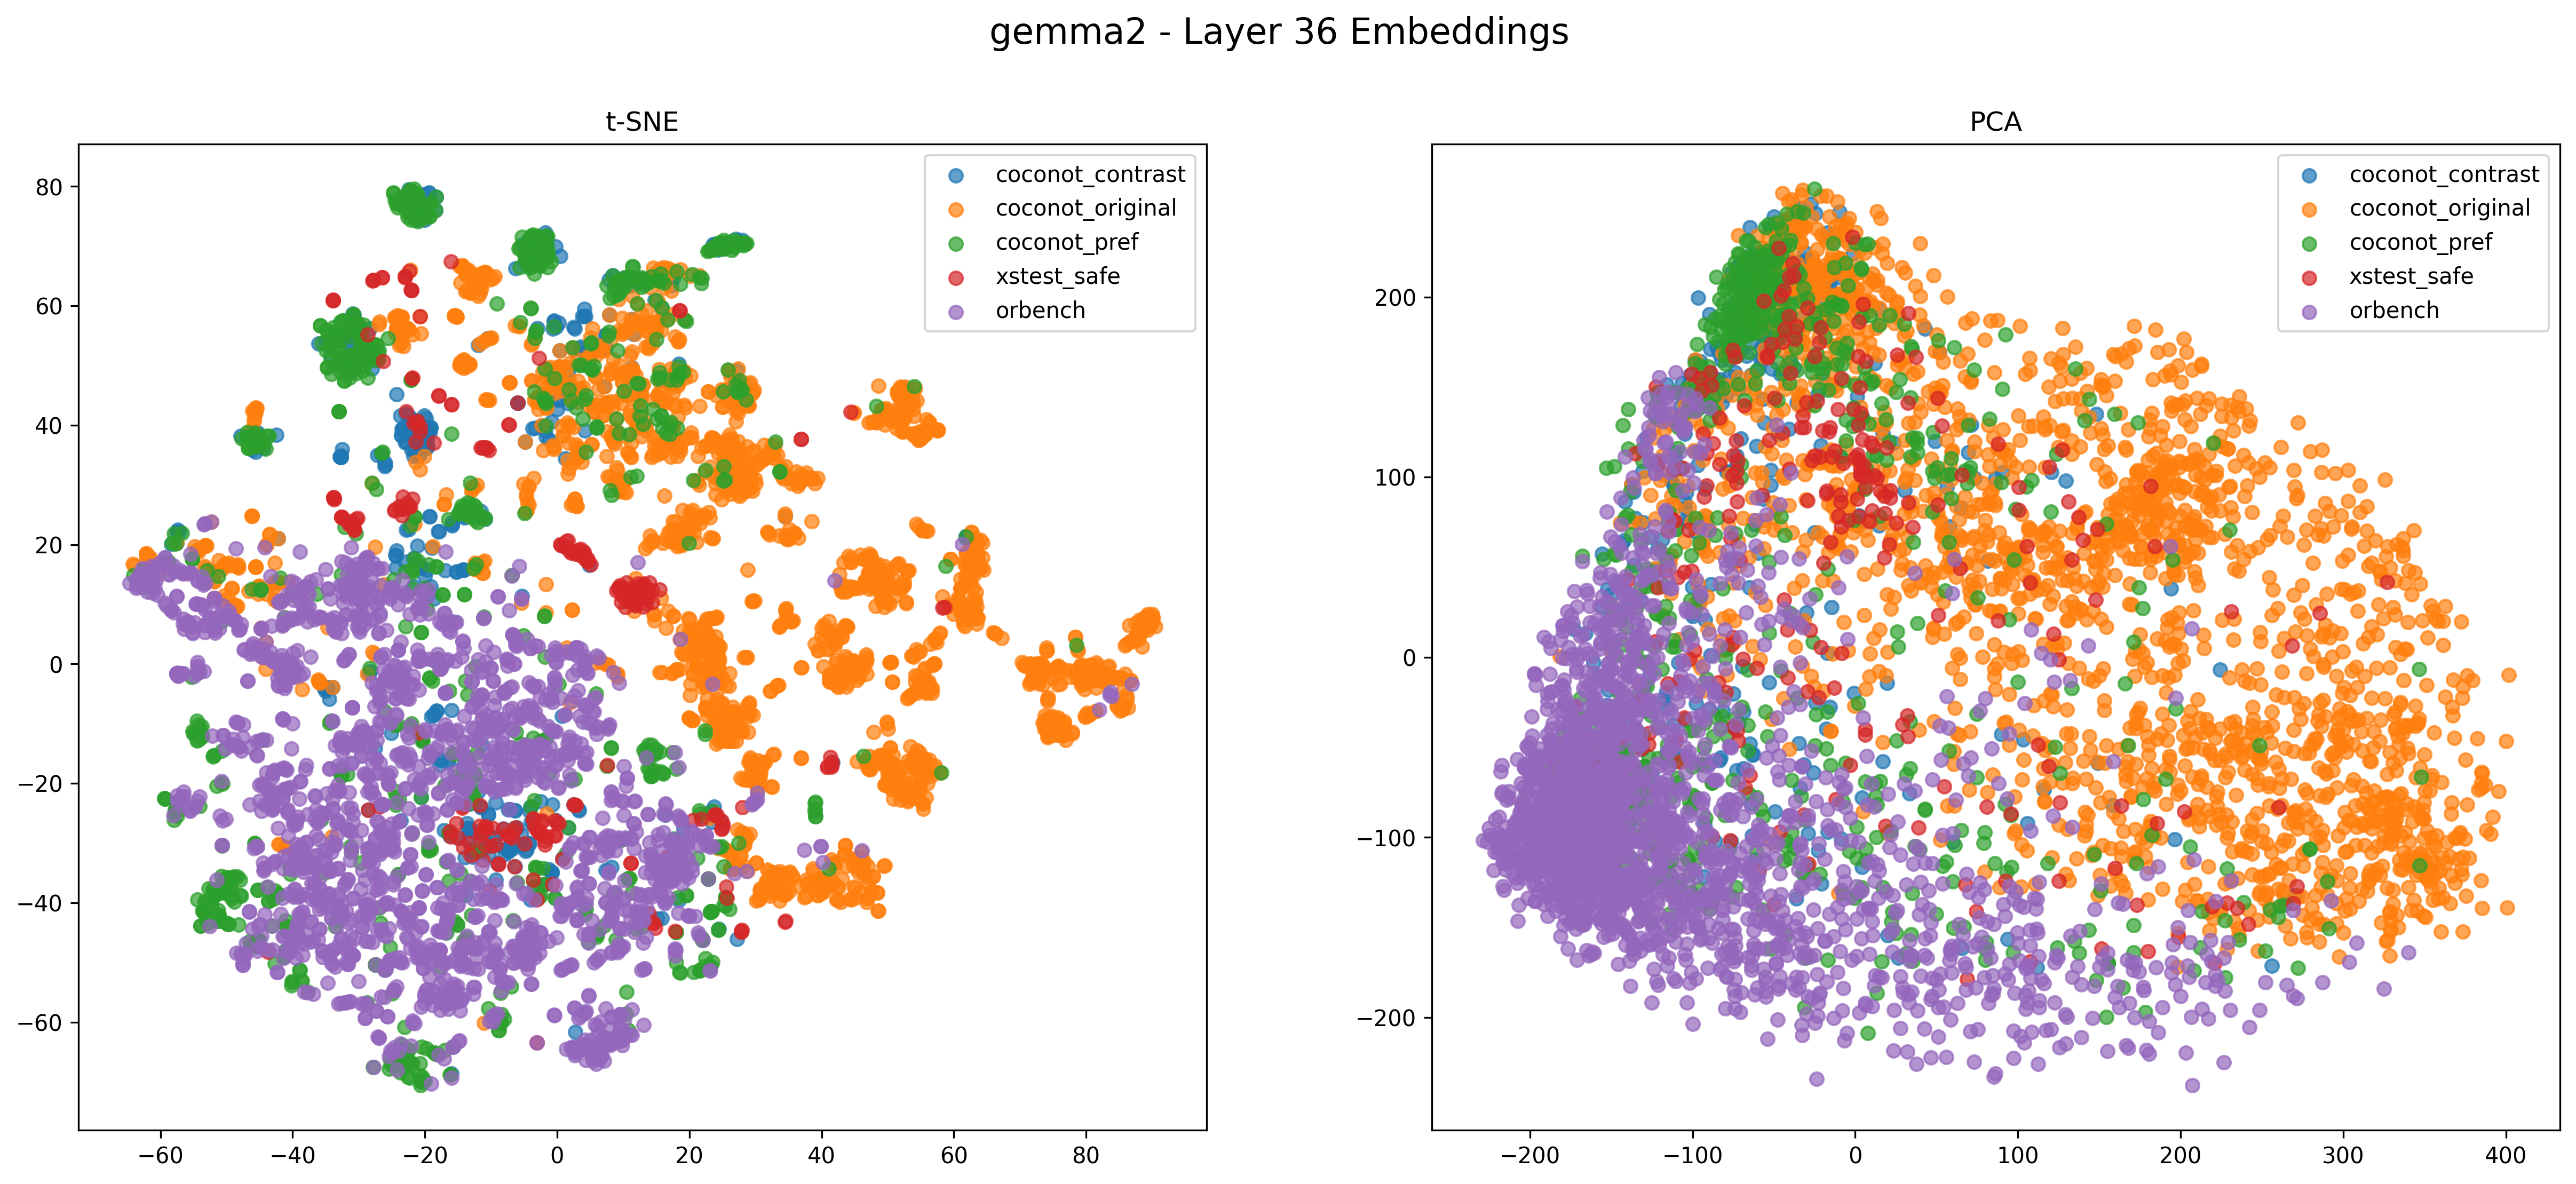 gemma2 - Layer 36 Embeddings
t-SNE
coconot_contrast
coconot_original
coconot_pref
xstest_safe
orbench
80
60
40
20
0
−20
−40
−60
−60 −40 −20 0 20 40 60 80
PCA
coconot_contrast
coconot_original
coconot_pref
xstest_safe
orbench
200
100
0
−100
−200
−200 −100 0 100 200 300 400